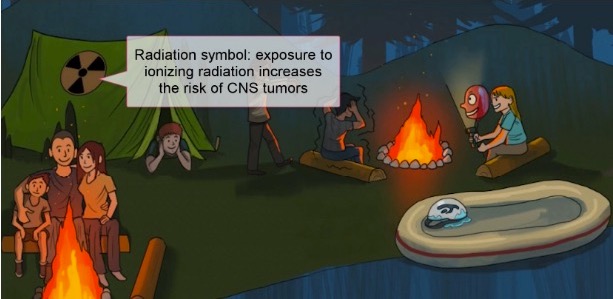 Radiation symbol: exposure to
ionizing radiation increases
the risk of CNS tumors